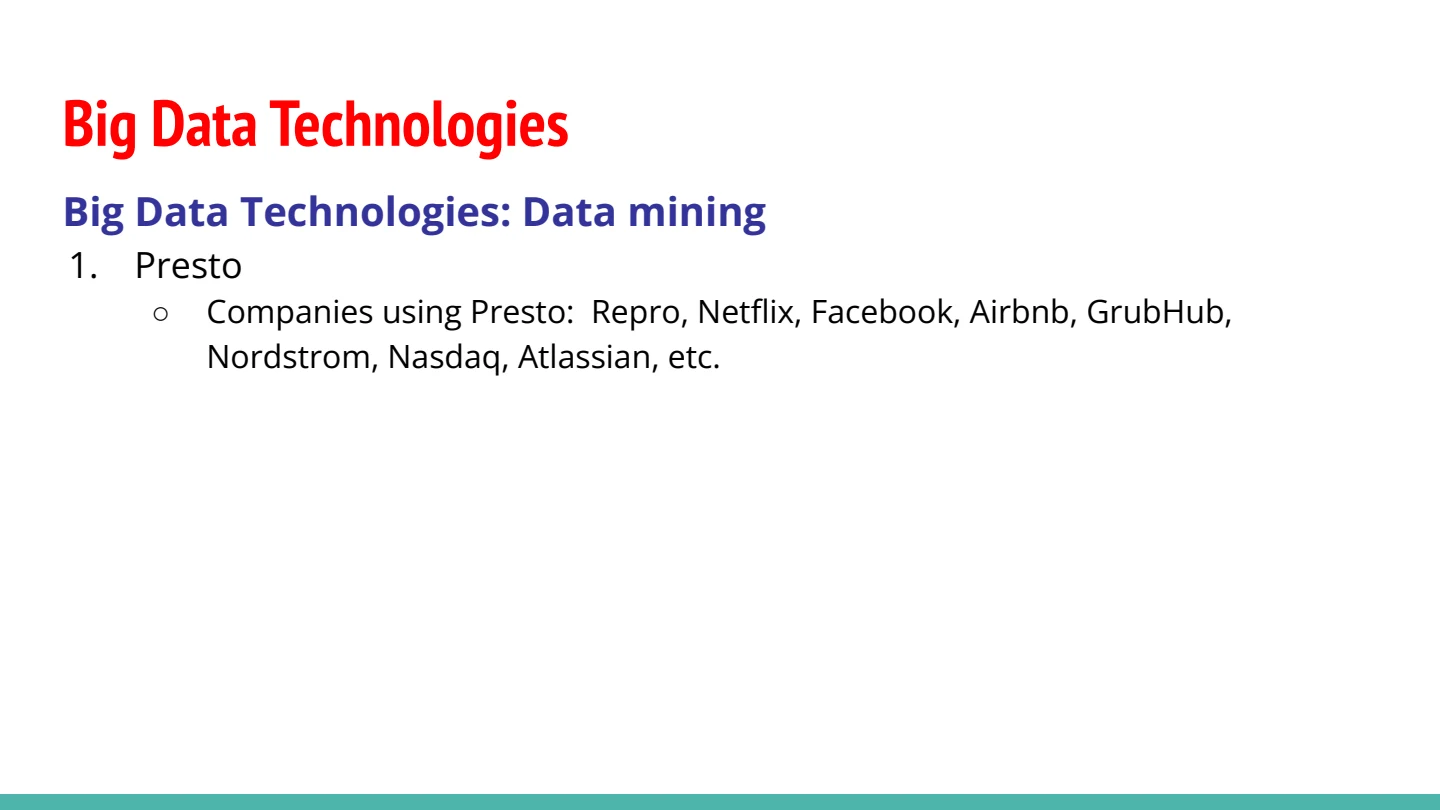 Big Data Technologies
Big Data Technologies: Data mining
1. Presto
○ Companies using Presto:  Repro, Netflix, Facebook, Airbnb, GrubHub,
Nordstrom, Nasdaq, Atlassian, etc.